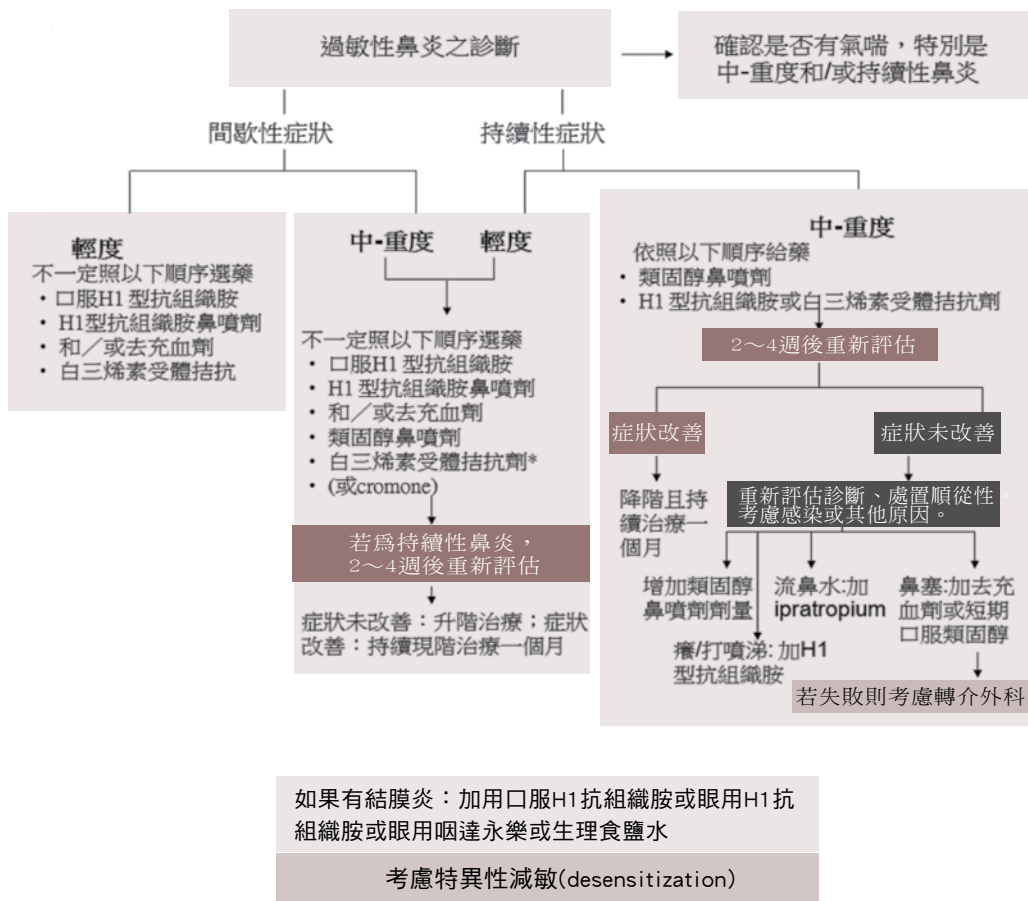 過敏性鼻炎之診斷
確認是否有氣喘，特別是
中-重度和/或持續性鼻炎
間歇性症狀
持續性症狀
輕度
不一定照以下順序選藥
・口服H1 型抗組織胺
・H1型抗組織胺鼻噴劑
・和／或去充血劑
・白三烯素受體拮抗
中-重度
輕度
不一定照以下順序選藥
・口服H1 型抗組織胺
・H1 型抗組織胺鼻噴劑
・和／或去充血劑
・類固醇鼻噴劑
・白三烯素受體拮抗劑*
・(或cromone)
若為持續性鼻炎，
2～4週後重新評估
症狀未改善：升階治療；症狀
改善：持續現階治療一個月
中-重度
依照以下順序給藥
・類固醇鼻噴劑
・H1 型抗組織胺或白三烯素受體拮抗劑
2～4週後重新評估
症狀改善
降階且持
續治療一
個月
症狀未改善
重新評估診斷、處置順從性。
考慮感染或其他原因。
增加類固醇
鼻噴劑劑量
癢/打噴涕: 加H1
型抗組織胺
流鼻水:加
ipratropium
鼻塞:加去充
血劑或短期
口服類固醇
若失敗則考慮轉介外科
如果有結膜炎：加用口服H1抗組織胺或眼用H1抗
組織胺或眼用咽達永樂或生理食鹽水
考慮特異性減敏(desensitization)